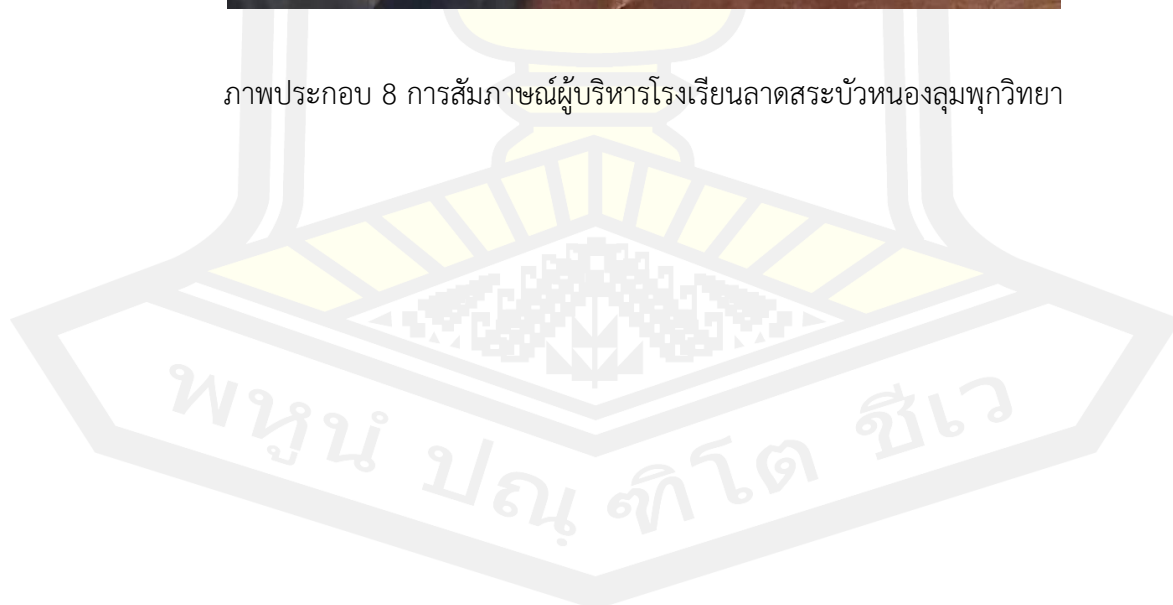 ภาพประกอบ 8 การสัมภาษณ์ผู้บริหารโรงเรียนลาดสระบัวหนองลุมพุกวิทยา
พหูนํ ปณฺฑิโต ชีเว